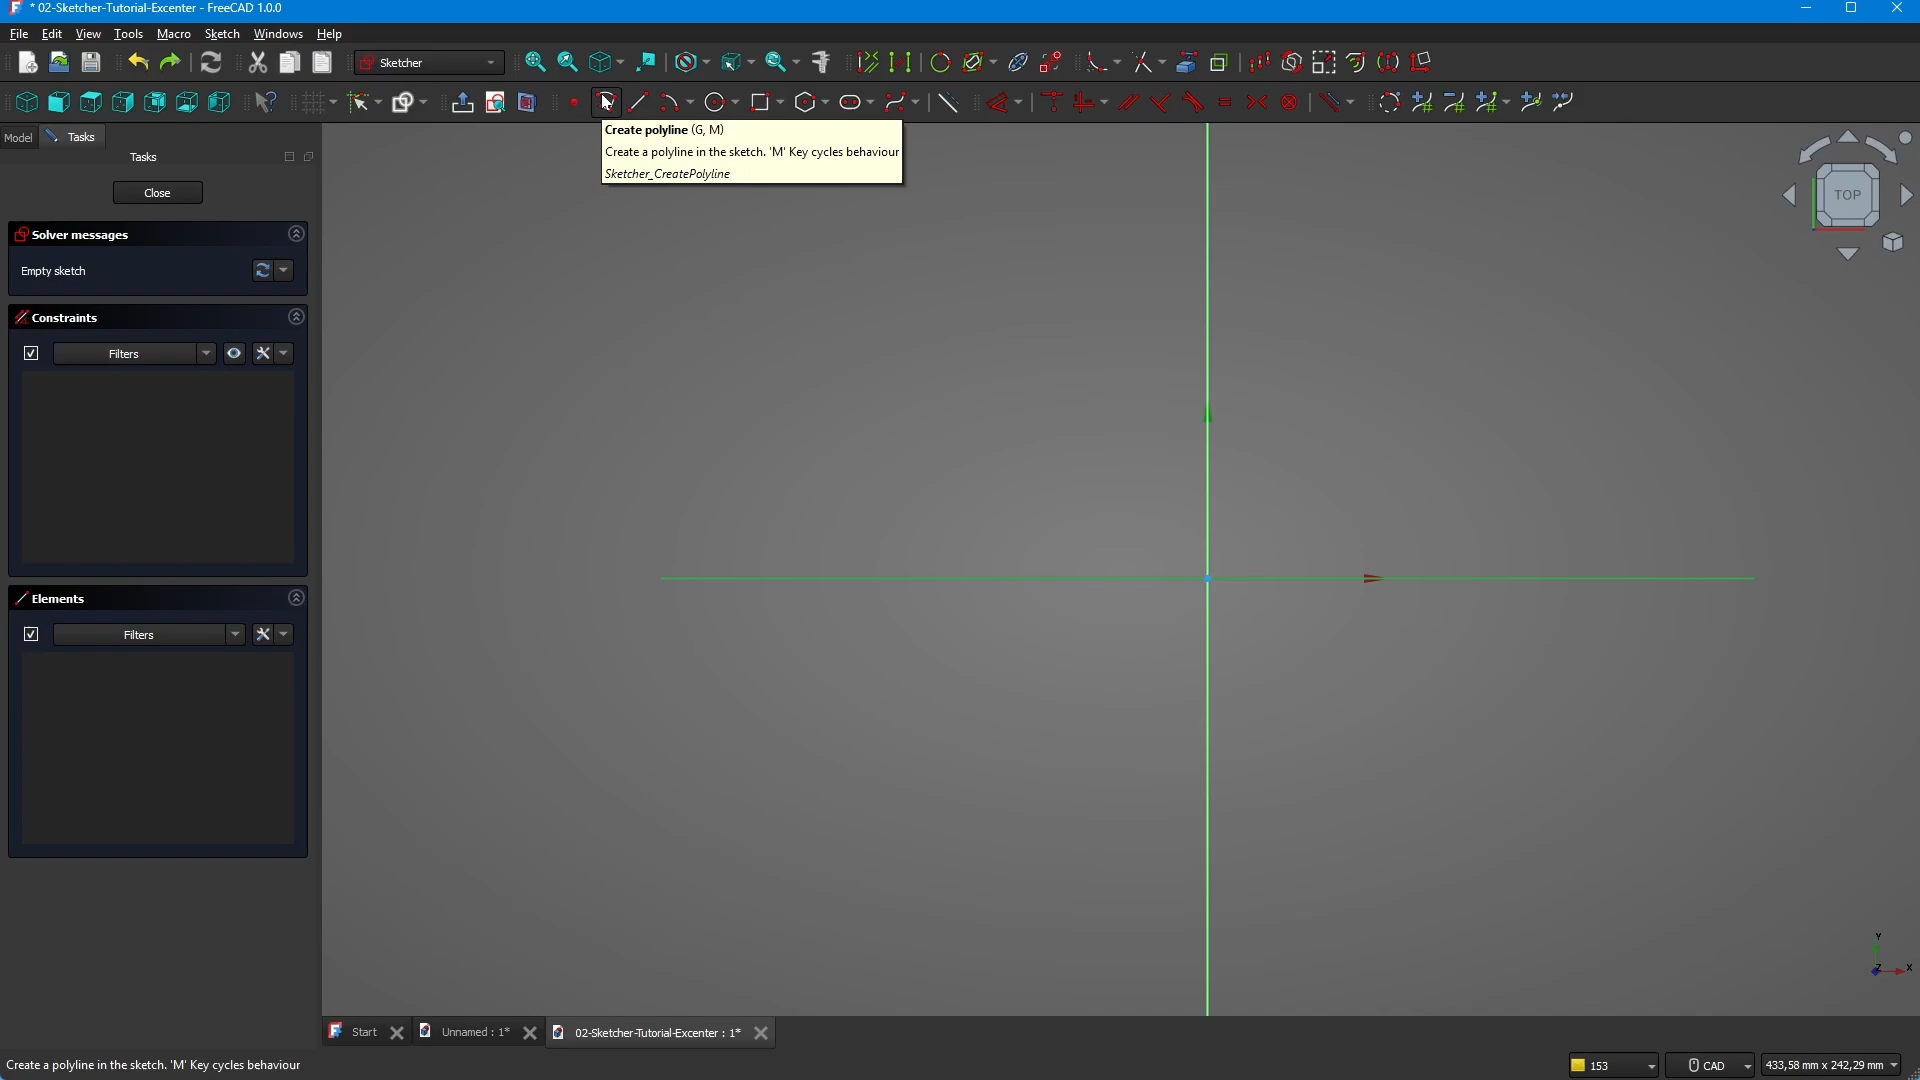 * 02-Sketcher-Tutorial-Excenter - FreeCAD 1.0.0
File Edit View Tools Macro Sketch Windows Help
Sketcher
Model Tasks
Tasks
Create polyline (G, M)
Create a polyline in the sketch. 'M' Key cycles behaviour
Sketcher_CreatePolyline
Close
TOP
Solver messages
Empty sketch
Constraints
Filters
Elements
Filters
Y
Z X
Start Unnamed : 1* 02-Sketcher-Tutorial-Excenter : 1*
Create a polyline in the sketch. 'M' Key cycles behaviour
153 CAD 433,58 mm x 242,29 mm